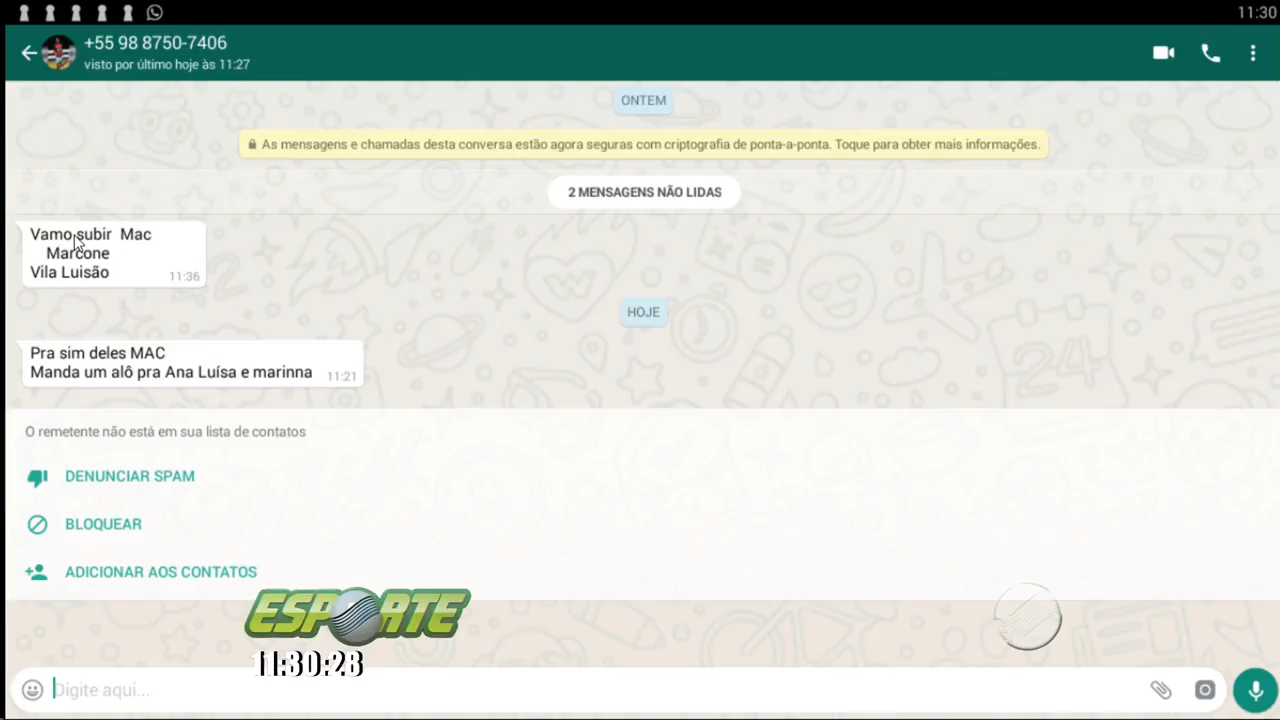 11:30
+55 98 8750-7406
visto por último hoje às 11:27
ONTEM
As mensagens e chamadas desta conversa estão agora seguras com criptografia de ponta-a-ponta. Toque para obter mais informações.
2 MENSAGENS NÃO LIDAS
Vamo subir Mac
Marcone
Vila Luisão
11:36
HOJE
Pra sim deles MAC
Manda um alô pra Ana Luísa e marinna
11:21
O remetente não está em sua lista de contatos
DENUNCIAR SPAM
BLOQUEAR
ADICIONAR AOS CONTATOS
ESPORTE
11:30:28
Digite aqui...